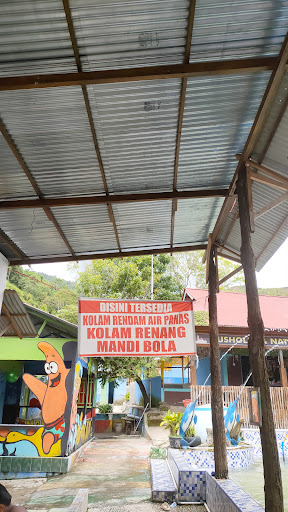 DISINI TERSEDIA
KOLAM RENDAM AIR PANAS
KOLAM RENANG
MANDI BOLA